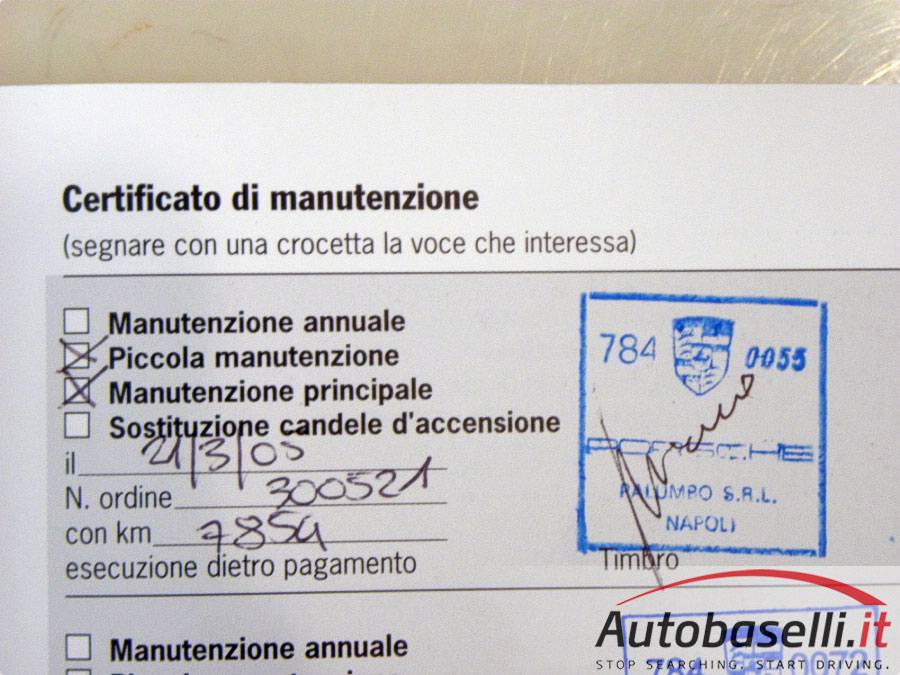 Certificato di manutenzione
(segnare con una crocetta la voce che interessa)
Manutenzione annuale
Piccola manutenzione
Manutenzione principale
Sostituzione candele d'accensione
il 21/3/05
N. ordine 300521
con km 7854
esecuzione dietro pagamento
784 0055
PALUMBO S.R.L.
NAPOLI
Timbro
Manutenzione annuale
784 0072
Autobaselli.it
STOP SEARCHING. START DRIVING.